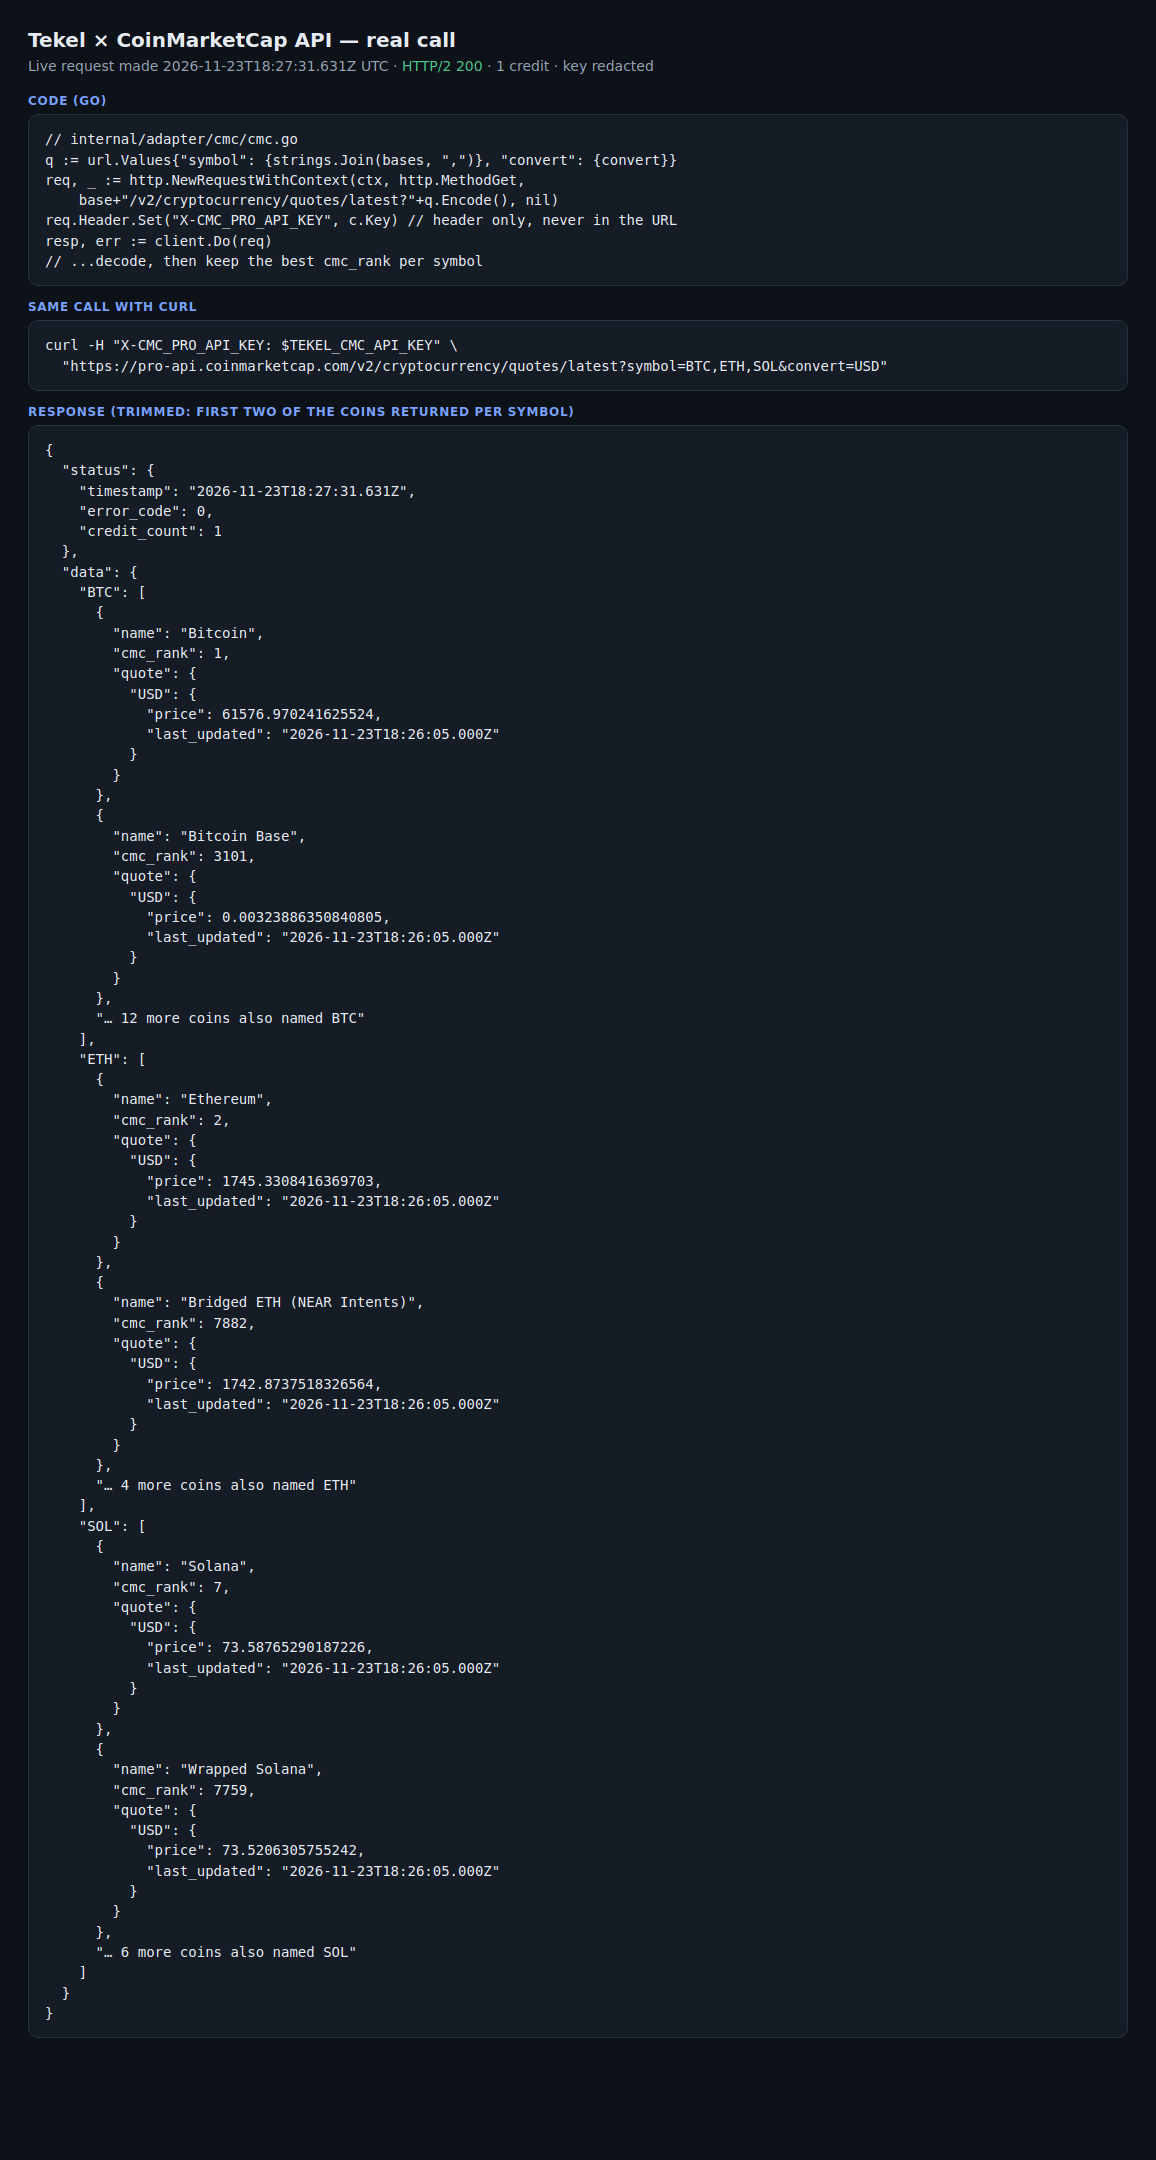 Tekel × CoinMarketCap API — real call
Live request made 2026-11-23T18:27:31.631Z UTC · HTTP/2 200 · 1 credit · key redacted
CODE (GO)
// internal/adapter/cmc/cmc.go
q := url.Values{"symbol": {strings.Join(bases, ",")}, "convert": {convert}}
req, _ := http.NewRequestWithContext(ctx, http.MethodGet,
    base+"/v2/cryptocurrency/quotes/latest?"+q.Encode(), nil)
req.Header.Set("X-CMC_PRO_API_KEY", c.Key) // header only, never in the URL
resp, err := client.Do(req)
// ...decode, then keep the best cmc_rank per symbol
SAME CALL WITH CURL
curl -H "X-CMC_PRO_API_KEY: $TEKEL_CMC_API_KEY" \
  "https://pro-api.coinmarketcap.com/v2/cryptocurrency/quotes/latest?symbol=BTC,ETH,SOL&convert=USD"
RESPONSE (TRIMMED: FIRST TWO OF THE COINS RETURNED PER SYMBOL)
{
  "status": {
    "timestamp": "2026-11-23T18:27:31.631Z",
    "error_code": 0,
    "credit_count": 1
  },
  "data": {
    "BTC": [
      {
        "name": "Bitcoin",
        "cmc_rank": 1,
        "quote": {
          "USD": {
            "price": 61576.970241625524,
            "last_updated": "2026-11-23T18:26:05.000Z"
          }
        }
      },
      {
        "name": "Bitcoin Base",
        "cmc_rank": 3101,
        "quote": {
          "USD": {
            "price": 0.00323886350840805,
            "last_updated": "2026-11-23T18:26:05.000Z"
          }
        }
      },
      "… 12 more coins also named BTC"
    ],
    "ETH": [
      {
        "name": "Ethereum",
        "cmc_rank": 2,
        "quote": {
          "USD": {
            "price": 1745.3308416369703,
            "last_updated": "2026-11-23T18:26:05.000Z"
          }
        }
      },
      {
        "name": "Bridged ETH (NEAR Intents)",
        "cmc_rank": 7882,
        "quote": {
          "USD": {
            "price": 1742.8737518326564,
            "last_updated": "2026-11-23T18:26:05.000Z"
          }
        }
      },
      "… 4 more coins also named ETH"
    ],
    "SOL": [
      {
        "name": "Solana",
        "cmc_rank": 7,
        "quote": {
          "USD": {
            "price": 73.58765290187226,
            "last_updated": "2026-11-23T18:26:05.000Z"
          }
        }
      },
      {
        "name": "Wrapped Solana",
        "cmc_rank": 7759,
        "quote": {
          "USD": {
            "price": 73.5206305755242,
            "last_updated": "2026-11-23T18:26:05.000Z"
          }
        }
      },
      "… 6 more coins also named SOL"
    ]
  }
}